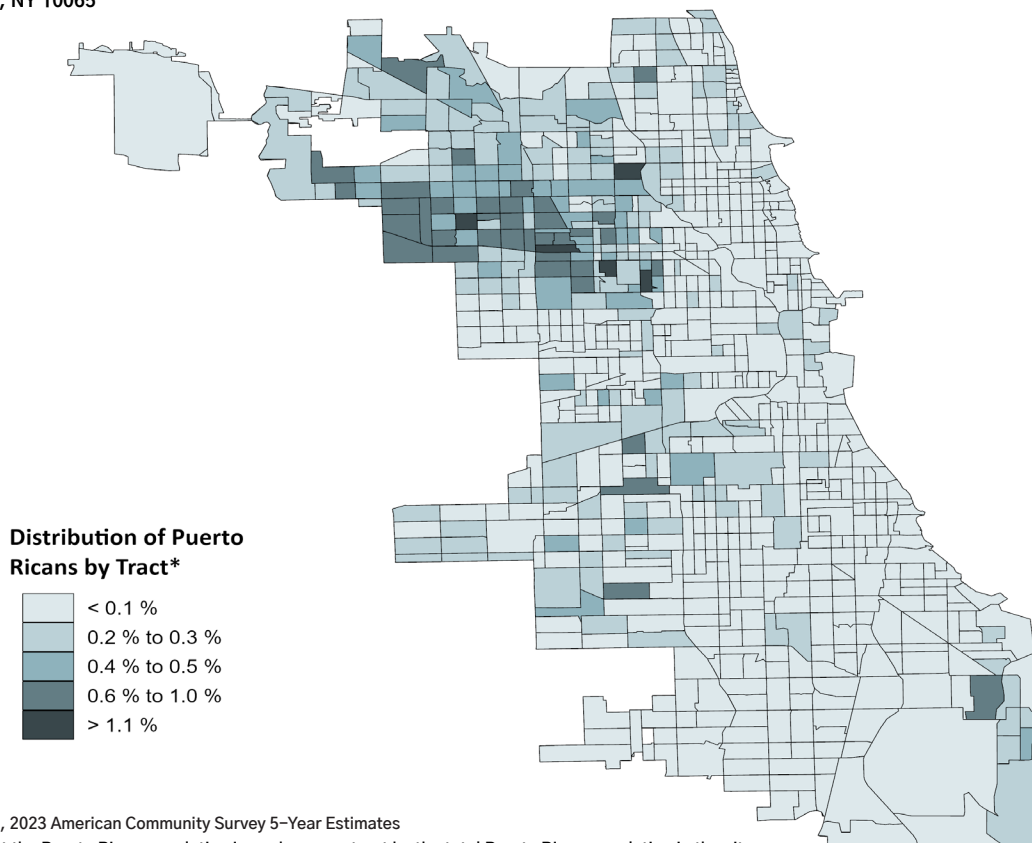 , NY 10065
Distribution of Puerto
Ricans by Tract*
< 0.1 %
0.2 % to 0.3 %
0.4 % to 0.5 %
0.6 % to 1.0 %
> 1.1 %
, 2023 American Community Survey 5-Year Estimates